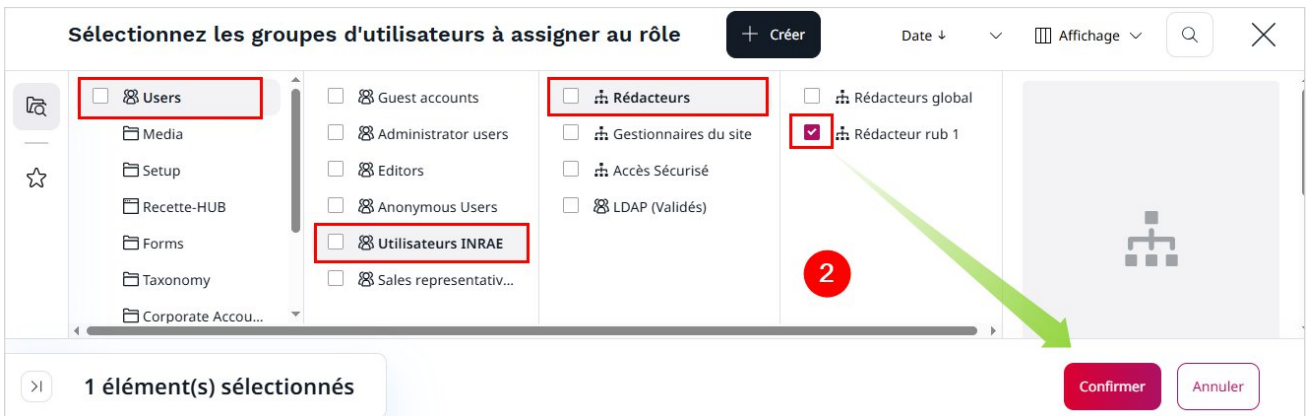 Sélectionnez les groupes d'utilisateurs à assigner au rôle
+ Créer
Date ↓
Affichage
Users
Media
Setup
Recette-HUB
Forms
Taxonomy
Corporate Accou...
Guest accounts
Administrator users
Editors
Anonymous Users
Utilisateurs INRAE
Sales representativ...
Rédacteurs
Gestionnaires du site
Accès Sécurisé
LDAP (Validés)
Rédacteurs global
Rédacteur rub 1
2
1 élément(s) sélectionnés
Confirmer
Annuler